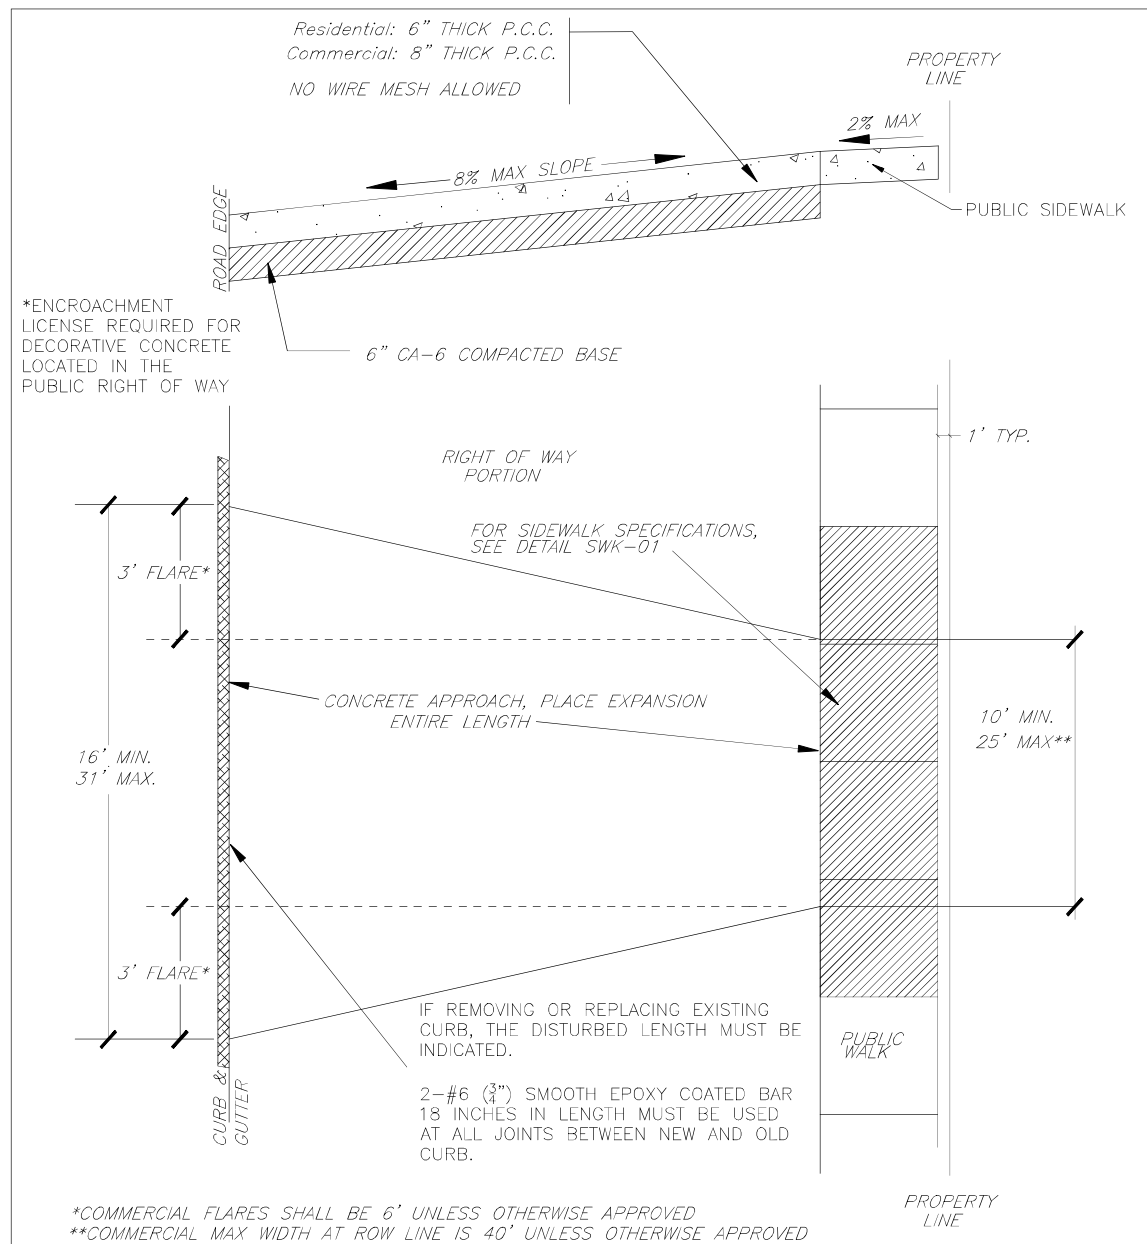 Residential: 6" THICK P.C.C.
Commercial: 8" THICK P.C.C.
NO WIRE MESH ALLOWED
PROPERTY
LINE
2% MAX
8% MAX SLOPE
PUBLIC SIDEWALK
ROAD EDGE
*ENCROACHMENT
LICENSE REQUIRED FOR
DECORATIVE CONCRETE
LOCATED IN THE
PUBLIC RIGHT OF WAY
6" CA-6 COMPACTED BASE
1' TYP.
RIGHT OF WAY
PORTION
FOR SIDEWALK SPECIFICATIONS,
SEE DETAIL SWK-01
3' FLARE*
CONCRETE APPROACH, PLACE EXPANSION
ENTIRE LENGTH
10' MIN.
25' MAX**
16' MIN.
31' MAX.
3' FLARE*
IF REMOVING OR REPLACING EXISTING
CURB, THE DISTURBED LENGTH MUST BE
INDICATED.
PUBLIC
WALK
2-#6 (3/4") SMOOTH EPOXY COATED BAR
18 INCHES IN LENGTH MUST BE USED
AT ALL JOINTS BETWEEN NEW AND OLD
CURB.
CURB &
GUTTER
PROPERTY
LINE
*COMMERCIAL FLARES SHALL BE 6' UNLESS OTHERWISE APPROVED
**COMMERCIAL MAX WIDTH AT ROW LINE IS 40' UNLESS OTHERWISE APPROVED